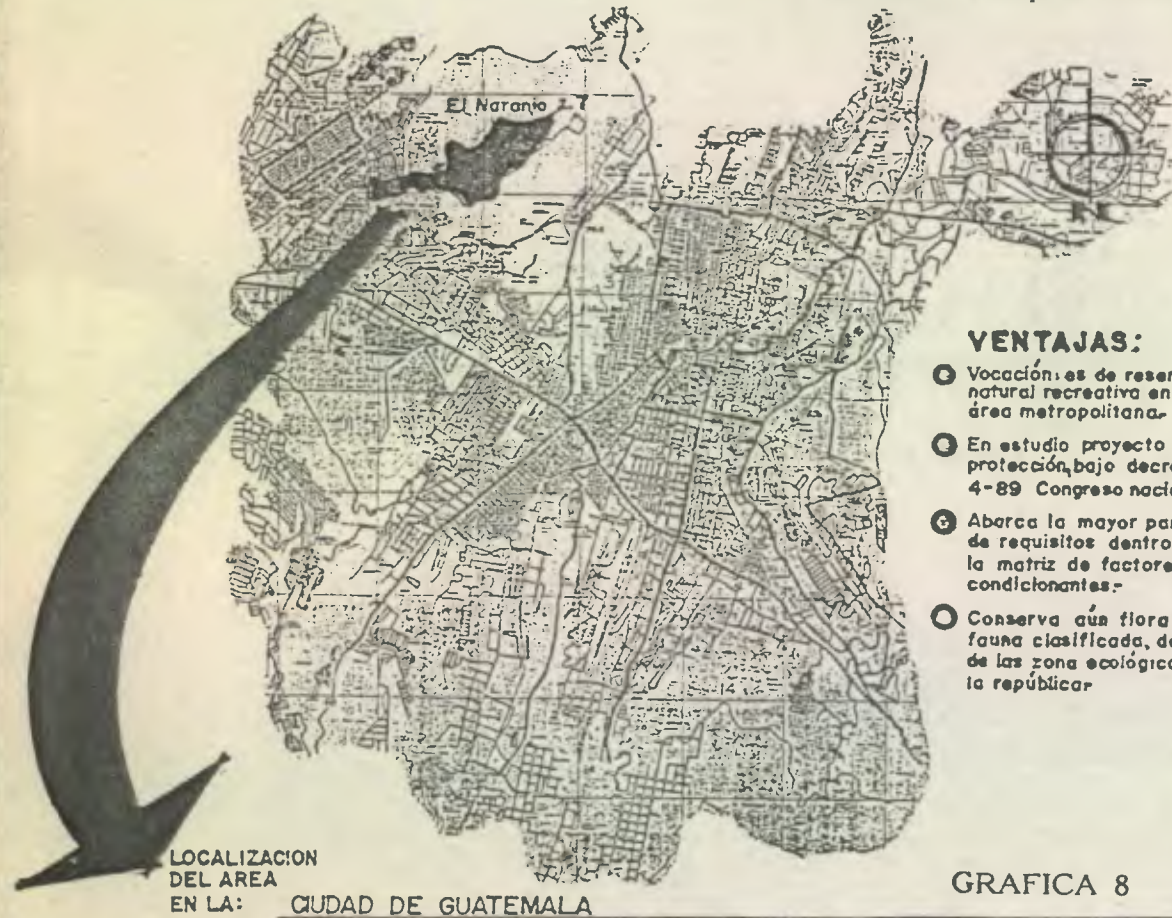 El Naranjo z. 7
VENTAJAS:
Vocación: es de reser
natural recreativa en
área metropolitana.-
En estudio proyecto
protección, bajo decre
4-89 Congreso nacio
Abarca la mayor par
de requisitos dentro
la matriz de factore
condicionantes.-
Conserva aún flora
fauna clasificada, de
de las zona ecológica
la república.-
LOCALIZACION
DEL AREA
EN LA: CIUDAD DE GUATEMALA
GRAFICA 8